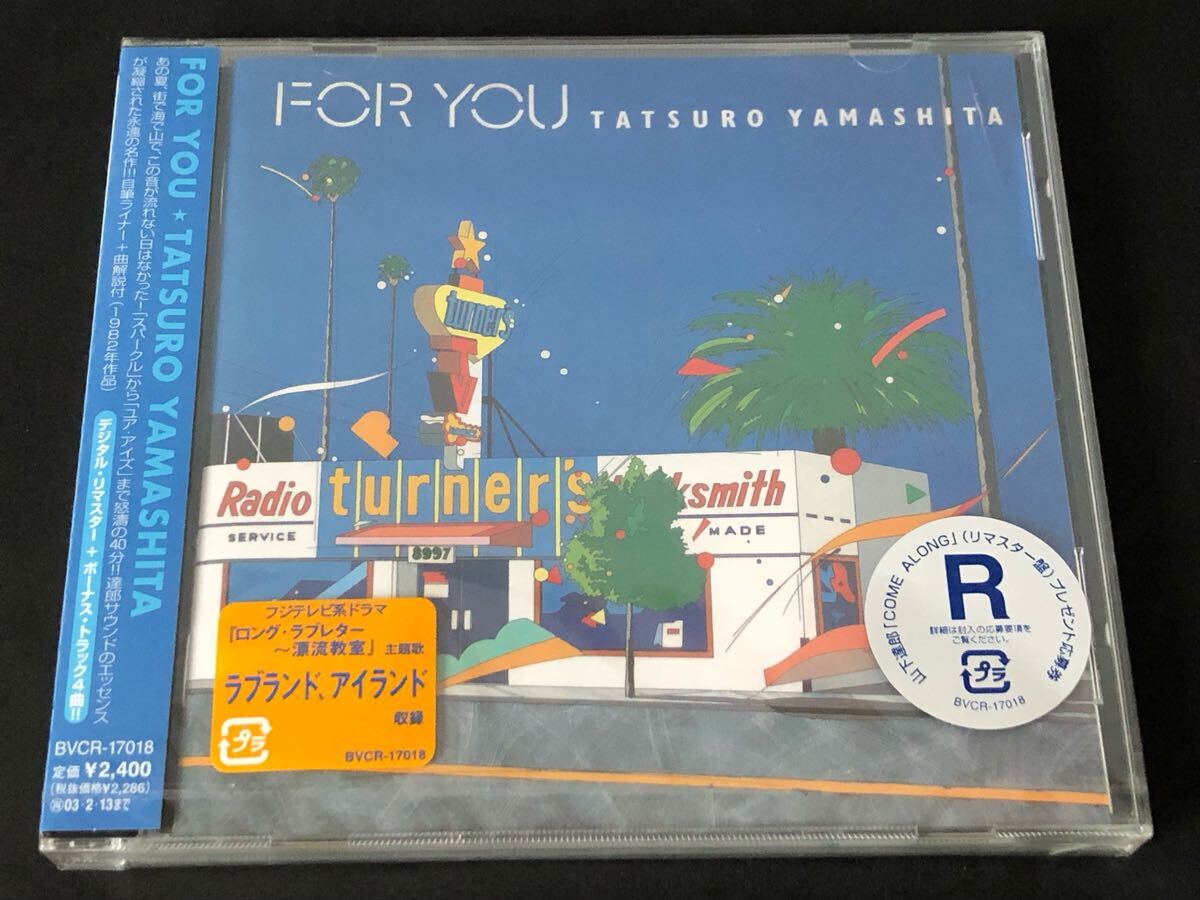 FOR YOU TATSURO YAMASHITA
FOR YOU ★ TATSURO YAMASHITA
あの夏、街で海で山で、この音が流れない日はなかった!「スパークル」から「ユア・アイズ」まで怒濤の40分!!達郎サウンドのエッセンス
が凝縮された永遠の名作!!!自筆ライナー+曲解説付(1982年作品)
デジタル・リマスター+ボーナス・トラック4曲!!
BVCR-17018
定価¥2,400
(税抜価格¥2,286)
再03・2・13まで
turner's
Radio
SERVICE
turner's
ksmith
MADE
8997
フジテレビ系ドラマ
「ロング・ラブレター
〜漂流教室」主題歌
ラブランド、アイランド
収録
プラ
BVCR-17018
山下達郎「COME ALONG」(リマスター盤)プレゼント応募券
R
詳細は封入の応募要項を
ご覧ください。
プラ
BVCR-17018